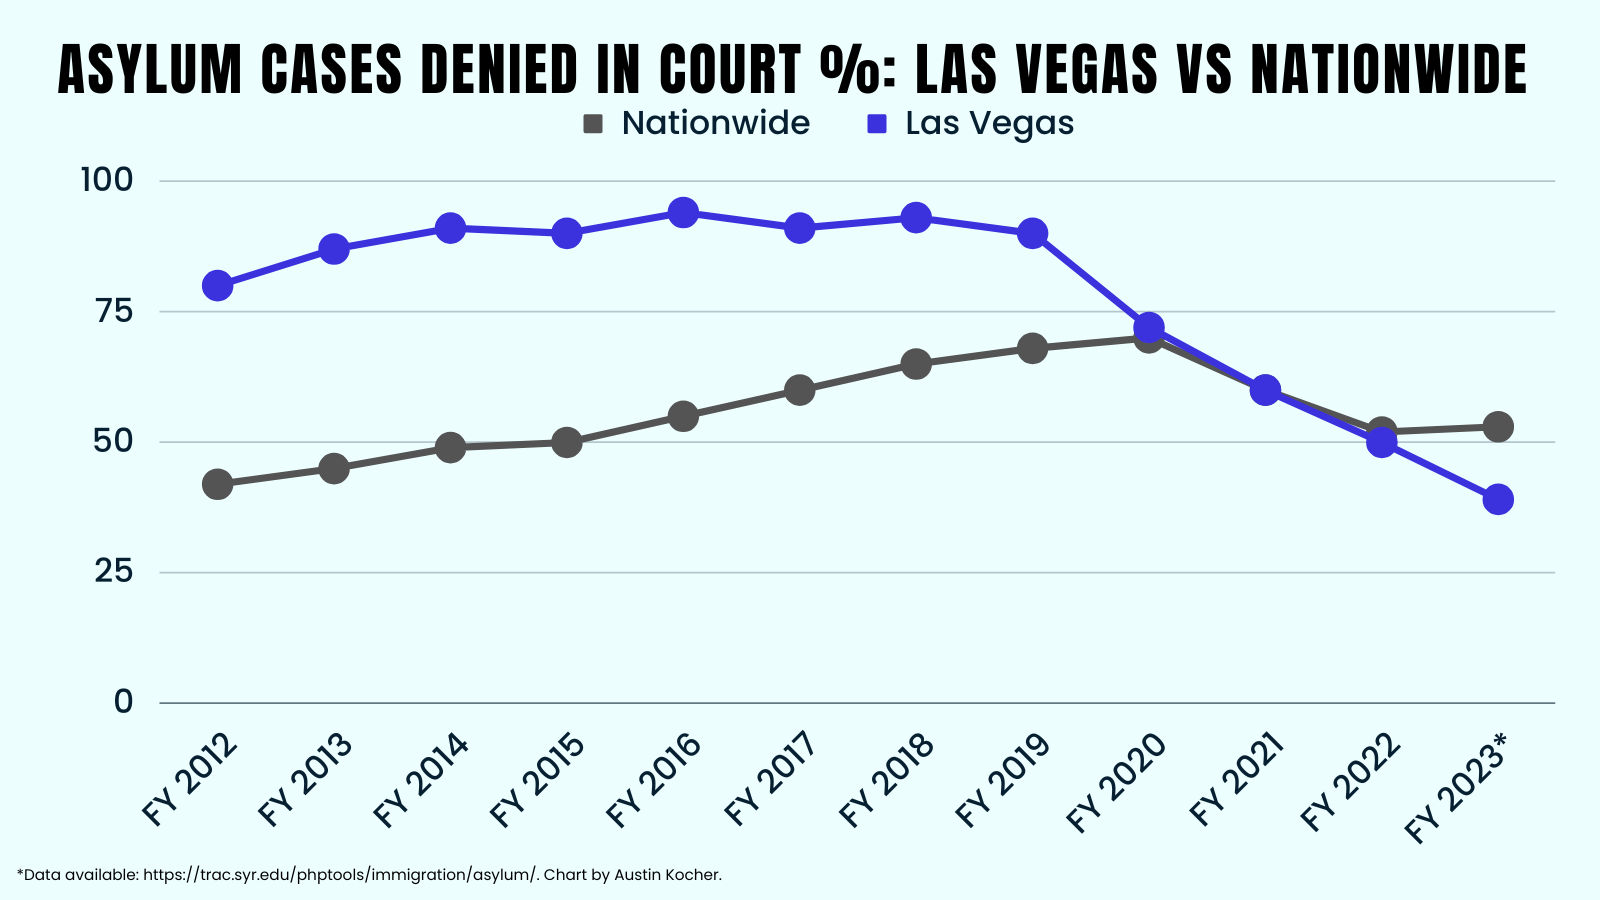 ASYLUM CASES DENIED IN COURT %: LAS VEGAS VS NATIONWIDE
Nationwide Las Vegas
100
75
50
25
0
FY 2012 FY 2013 FY 2014 FY 2015 FY 2016 FY 2017 FY 2018 FY 2019 FY 2020 FY 2021 FY 2022 FY 2023*
*Data available: https://trac.syr.edu/phptools/immigration/asylum/. Chart by Austin Kocher.